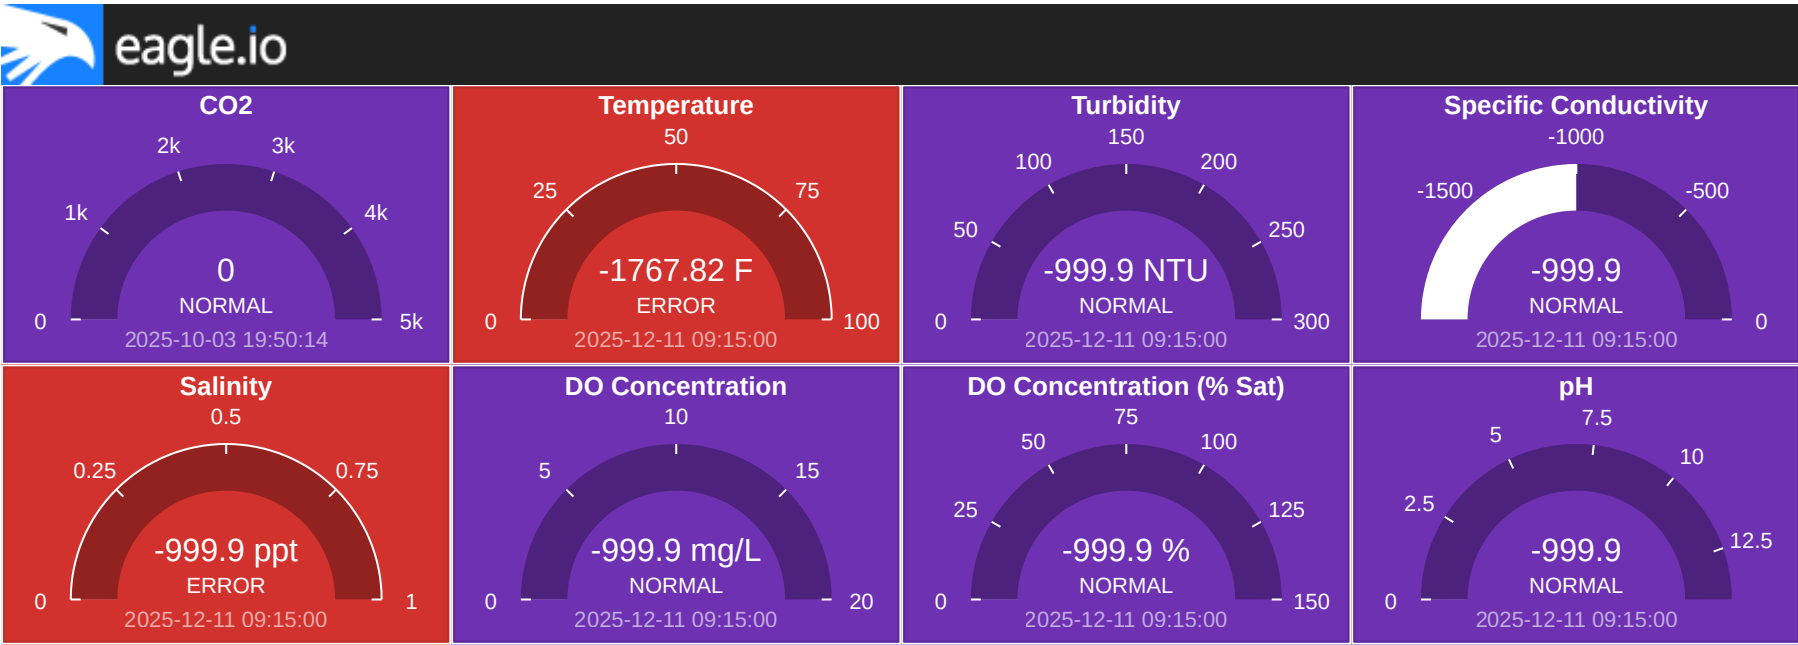 eagle.io
CO2
2k
3k
1k
4k
0
NORMAL
0
5k
2025-10-03 19:50:14
Temperature
50
25
75
-1767.82 F
ERROR
0
100
2025-12-11 09:15:00
Turbidity
150
100
200
50
250
-999.9 NTU
NORMAL
0
300
2025-12-11 09:15:00
Specific Conductivity
-1000
-1500
-500
-999.9
NORMAL
0
2025-12-11 09:15:00
Salinity
0.5
0.25
0.75
-999.9 ppt
ERROR
0
1
2025-12-11 09:15:00
DO Concentration
10
5
15
-999.9 mg/L
NORMAL
0
20
2025-12-11 09:15:00
DO Concentration (% Sat)
75
50
100
25
125
-999.9 %
NORMAL
0
150
2025-12-11 09:15:00
pH
7.5
5
10
2.5
12.5
-999.9
NORMAL
0
2025-12-11 09:15:00